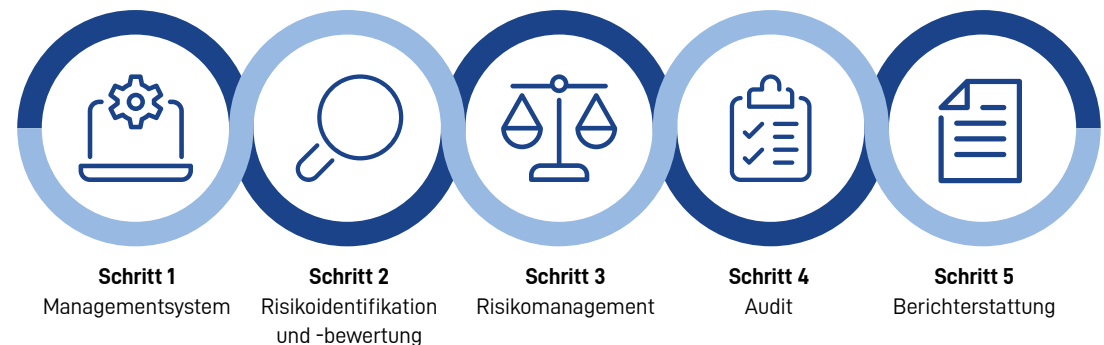 Schritt 1
Managementsystem
Schritt 2
Risikoidentifikation
und -bewertung
Schritt 3
Risikomanagement
Schritt 4
Audit
Schritt 5
Berichterstattung